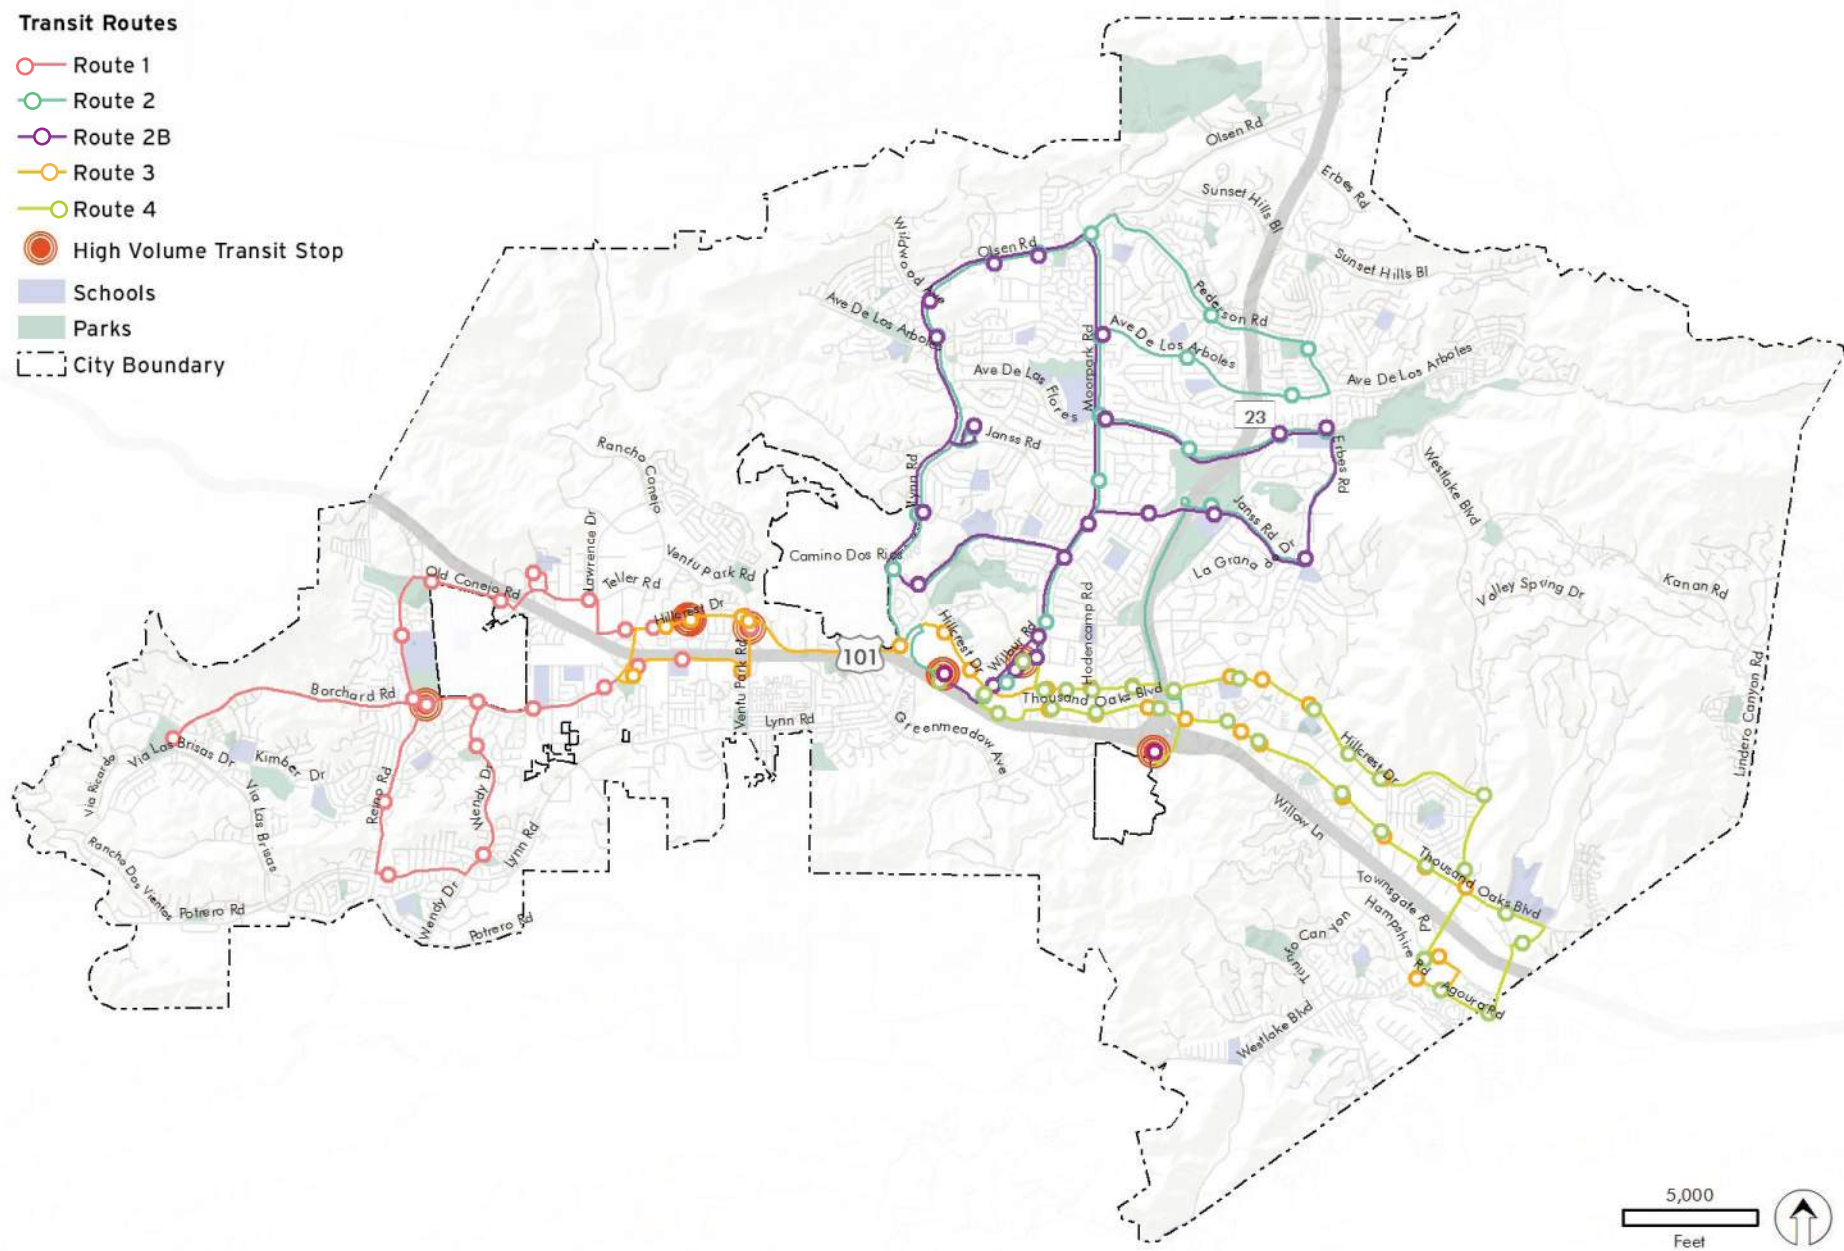 Transit Routes
Route 1
Route 2
Route 2B
Route 3
Route 4
High Volume Transit Stop
Schools
Parks
City Boundary
Olsen Rd
Erbes Rd
Sunset Hills Bl
Sunset Hills Bl
Wildwood Ave
Olsen Rd
Pederson Rd
Ave De Los Arboles
Ave De Los Arboles
Ave De Los Arboles
Moorpark Rd
Ave De Las Flores
23
Janss Rd
Erbes Rd
Westlake Blvd
Rancho Conejo
Lynn Rd
Janss Rd
La Granada Dr
Camino Dos Rios
Ventu Park Rd
Lawrence Dr
Teller Rd
Old Conejo Rd
Hillcrest Dr
Hillcrest Dr
Wilbur Rd
Hodencamp Rd
Valley Spring Dr
Kanan Rd
101
Borchard Rd
Ventu Park Rd
Lynn Rd
Thousand Oaks Blvd
Greenmeadow Ave
Lindero Canyon Rd
Via Las Brisas Dr
Kimber Dr
Via Ricardo
Reino Rd
Wendy Dr
Via Las Brisas
Lynn Rd
Hillcrest Dr
Willow Ln
Rancho Dos Vientos
Potrero Rd
Wendy Dr
Potrero Rd
Thousand Oaks Blvd
Townsgate Rd
Hampshire Rd
Triunfo Canyon
Agoura Rd
Westlake Blvd
5,000
Feet